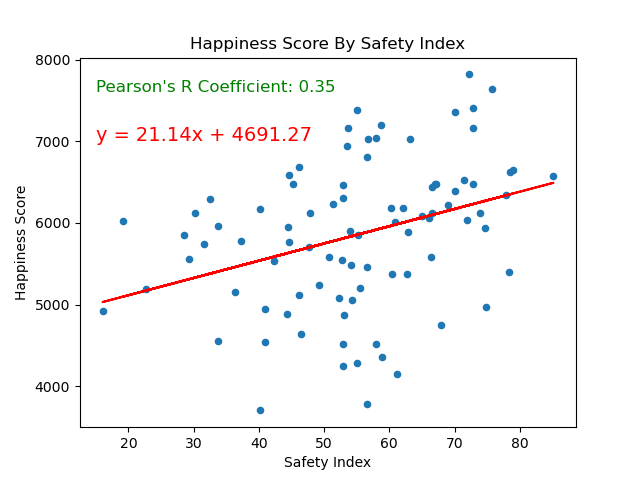 Happiness Score By Safety Index
Pearson's R Coefficient: 0.35
y = 21.14x + 4691.27
Happiness Score
8000
7000
6000
5000
4000
20 30 40 50 60 70 80
Safety Index